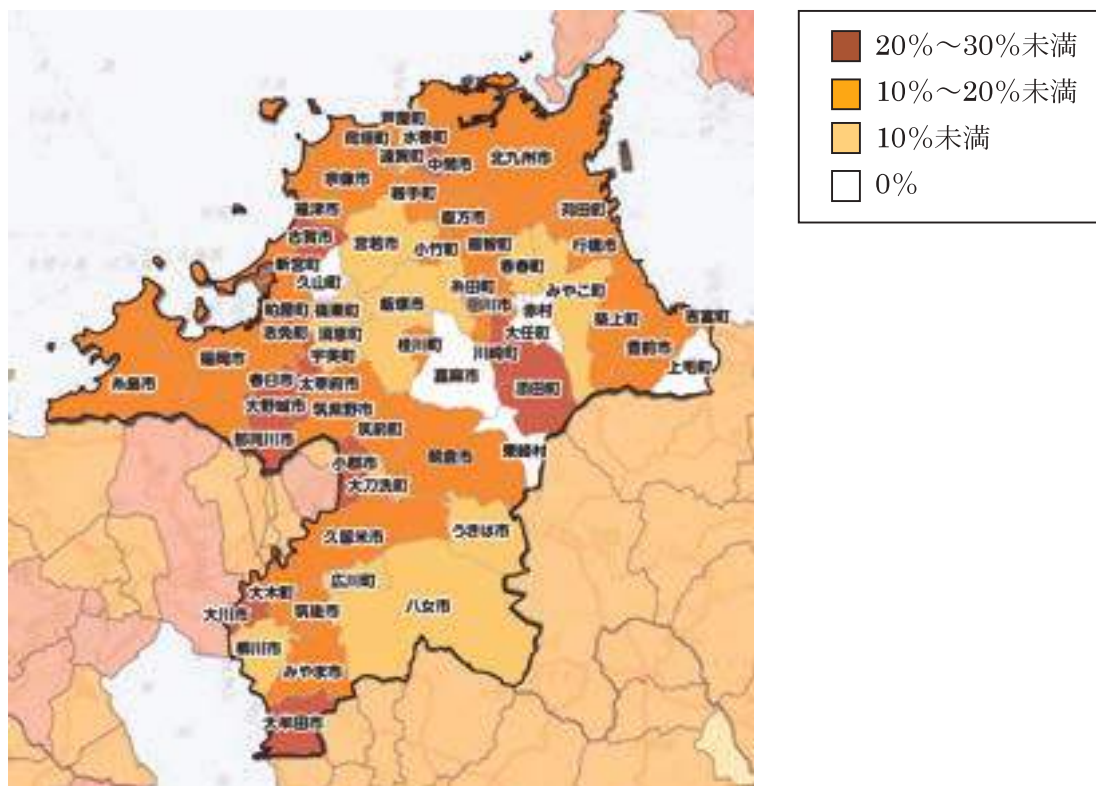 20%～30%未満
10%～20%未満
10%未満
0%
芦屋町
岡垣町
水巻町
遠賀町
中間市
北九州市
宗像市
鞍手町
福津市
直方市
苅田町
古賀市
宮若市
小竹町
福智町
行橋市
新宮町
久山町
香春町
糸田町
みやこ町
飯塚市
田川市
赤村
粕屋町
篠栗町
大任町
築上町
吉富町
志免町
須恵町
桂川町
川崎町
豊前市
宇美町
福岡市
上毛町
嘉麻市
糸島市
春日市
太宰府市
添田町
大野城市
筑紫野市
筑前町
那珂川市
東峰村
小郡市
朝倉市
大刀洗町
久留米市
うきは市
広川町
大木町
大川市
筑後市
八女市
柳川市
みやま市
大牟田市